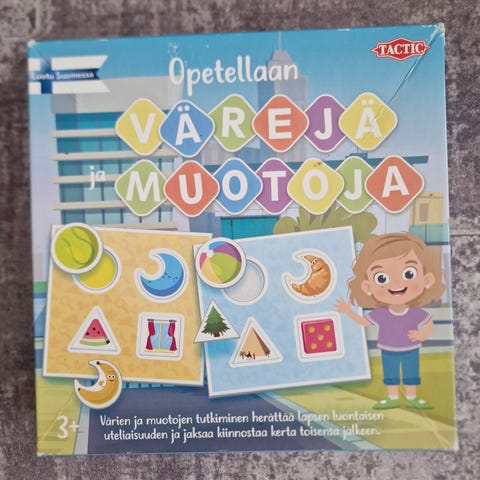 Luotu Suomessa
TACTIC
Opetellaan
VÄREJÄ
ja MUOTOJA
3+
Värien ja muotojen tutkiminen herättää lapsen luontaisen
uteliaisuuden ja jaksaa kiinnostaa kerta toisensa jälkeen.